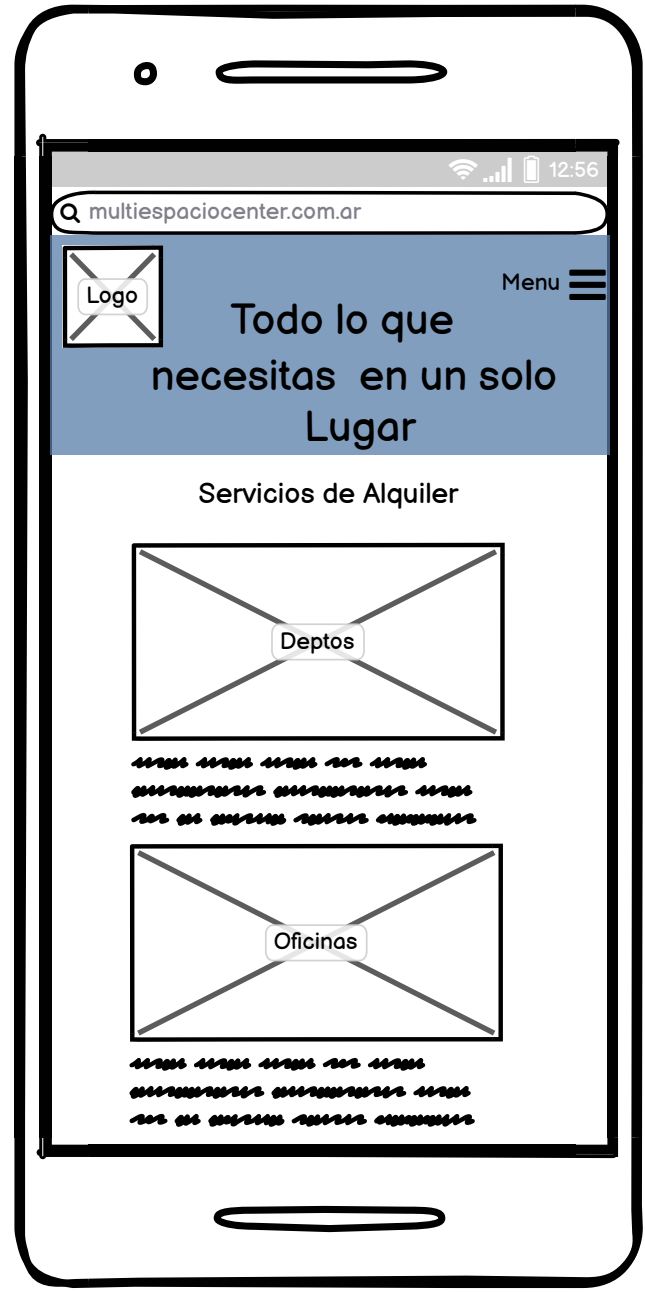 12:56
multiespaciocenter.com.ar
Logo
Menu
Todo lo que
necesitas en un solo
Lugar
Servicios de Alquiler
Deptos
Oficinas